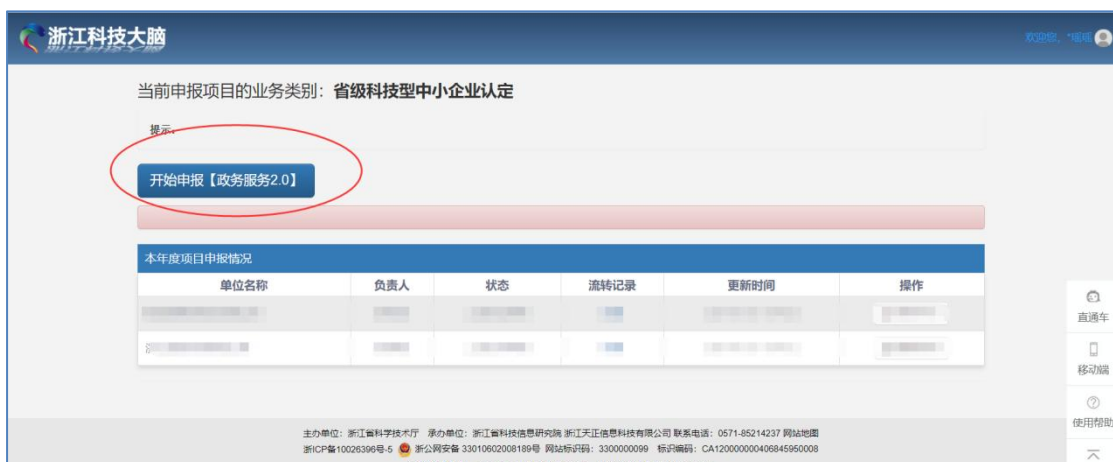 浙江科技大脑
欢迎您，*瑶瑶
当前申报项目的业务类别：省级科技型中小企业认定
提示：
开始申报【政务服务2.0】
本年度项目申报情况
单位名称 负责人 状态 流转记录 更新时间 操作
直通车
移动端
使用帮助
主办单位：浙江省科学技术厅 承办单位：浙江省科技信息研究院 浙江天正信息科技有限公司 联系电话：0571-85214237 网站地图
浙ICP备10026396号-5 浙公网安备 33010602008189号 网站标识码：3300000099 标识编码：CA120000000406845950008